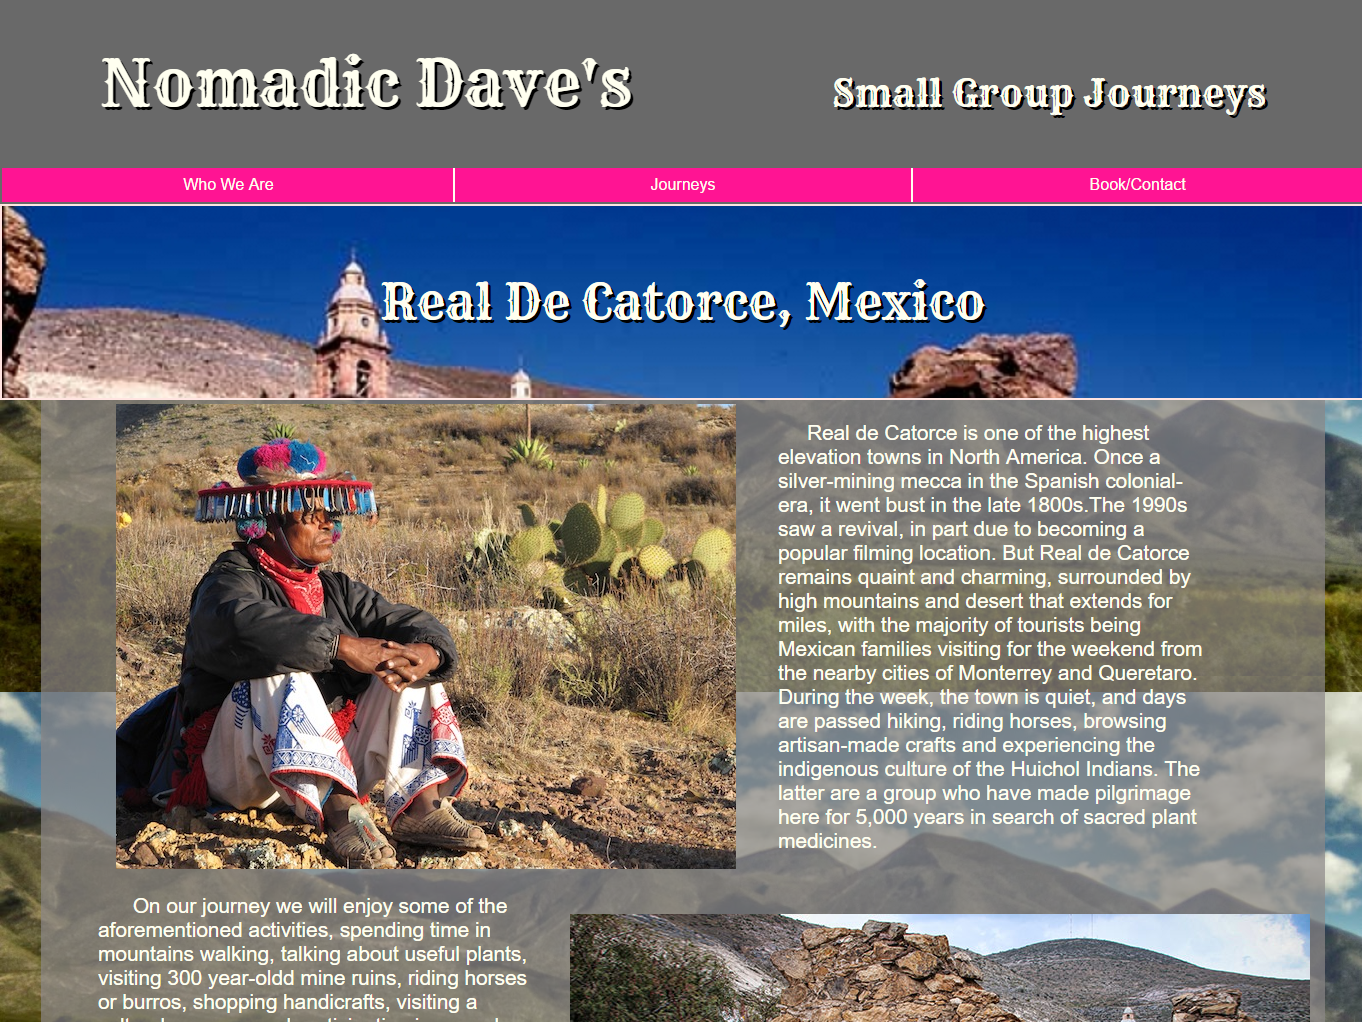 Nomadic Dave's
Small Group Journeys
Who We Are
Journeys
Book/Contact
Real De Catorce, Mexico
Real de Catorce is one of the highest
elevation towns in North America. Once a
silver-mining mecca in the Spanish colonial-
era, it went bust in the late 1800s.The 1990s
saw a revival, in part due to becoming a
popular filming location. But Real de Catorce
remains quaint and charming, surrounded by
high mountains and desert that extends for
miles, with the majority of tourists being
Mexican families visiting for the weekend from
the nearby cities of Monterrey and Queretaro.
During the week, the town is quiet, and days
are passed hiking, riding horses, browsing
artisan-made crafts and experiencing the
indigenous culture of the Huichol Indians. The
latter are a group who have made pilgrimage
here for 5,000 years in search of sacred plant
medicines.
On our journey we will enjoy some of the
aforementioned activities, spending time in
mountains walking, talking about useful plants,
visiting 300 year-oldd mine ruins, riding horses
or burros, shopping handicrafts, visiting a